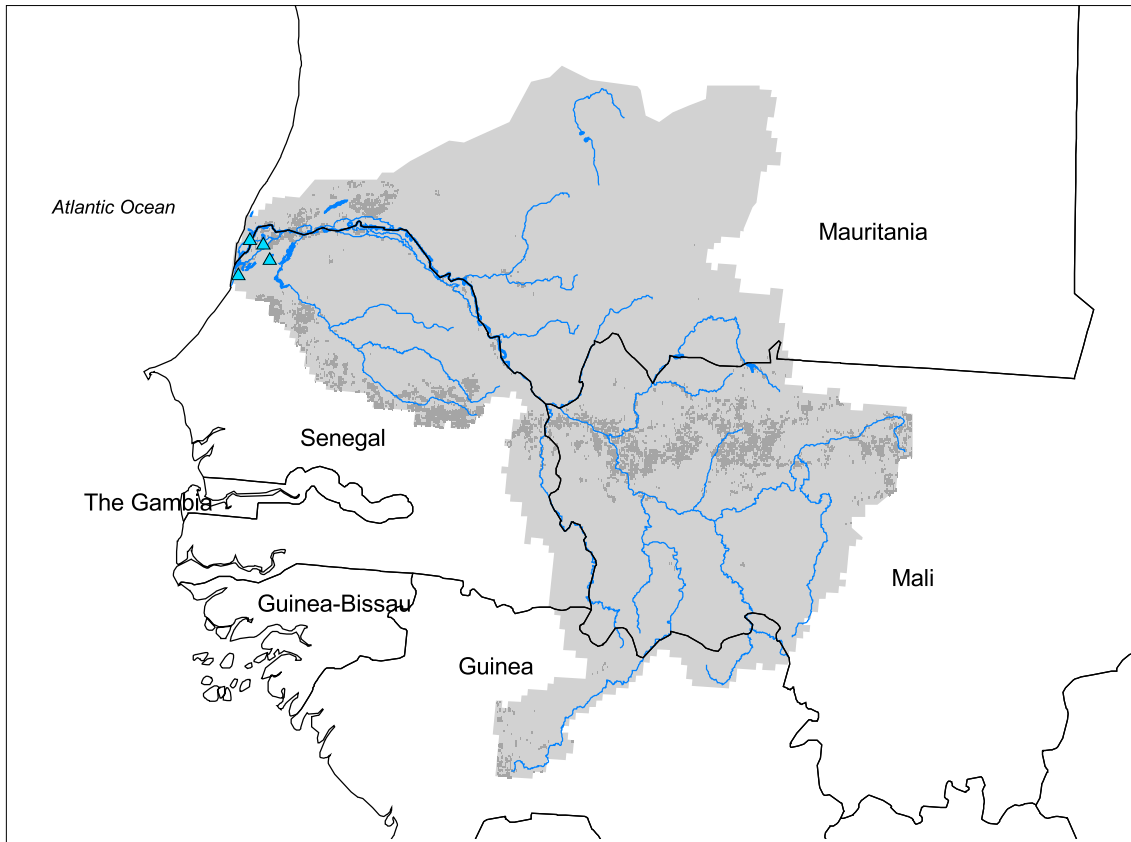 Atlantic Ocean
Mauritania
Senegal
The Gambia
Mali
Guinea-Bissau
Guinea